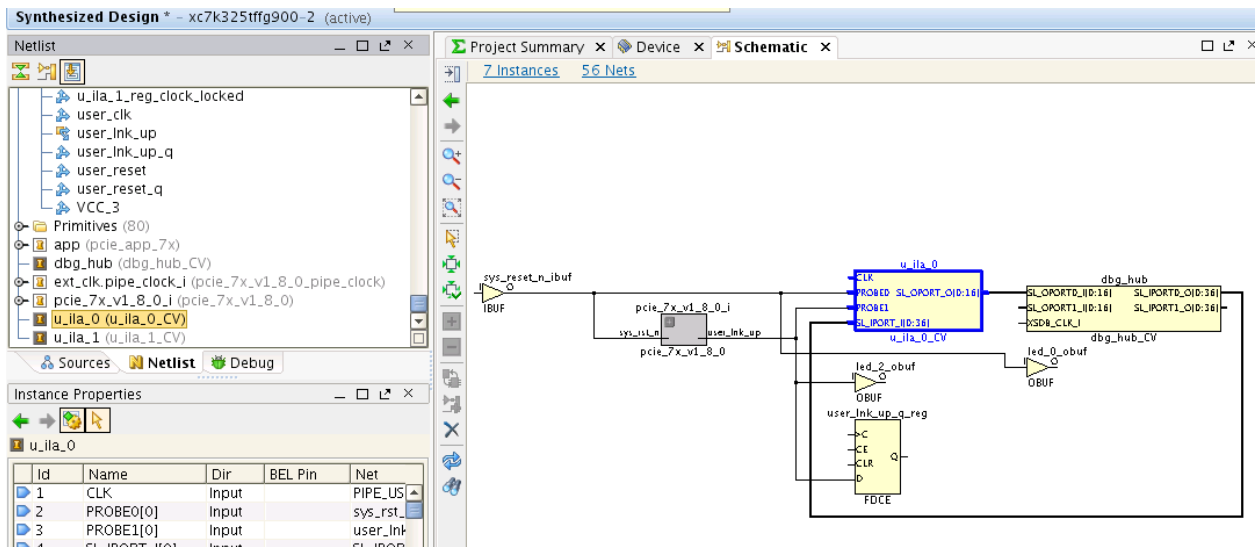 Synthesized Design * - xc7k325tffg900-2 (active)
Netlist
u_ila_1_reg_clock_locked
user_clk
user_lnk_up
user_lnk_up_q
user_reset
user_reset_q
VCC_3
Primitives (80)
app (pcie_app_7x)
dbg_hub (dbg_hub_CV)
ext_clk.pipe_clock_i (pcie_7x_v1_8_0_pipe_clock)
pcie_7x_v1_8_0_i (pcie_7x_v1_8_0)
u_ila_0 (u_ila_0_CV)
u_ila_1 (u_ila_1_CV)
Sources Netlist Debug
Instance Properties
u_ila_0
Id Name Dir BEL Pin Net
1 CLK Input PIPE_US
2 PROBE0[0] Input sys_rst_
3 PROBE1[0] Input user_lnk
Project Summary Device Schematic
7 Instances 56 Nets
sys_reset_n_ibuf
I O
IBUF
pcie_7x_v1_8_0_i
sys_rst_n user_lnk_up
pcie_7x_v1_8_0
u_ila_0
CLK
PROBE0 SL_OPORT_O[0:16]
PROBE1
SL_IPORT_I[0:36]
u_ila_0_CV
dbg_hub
SL_OPORT0_I[0:16] SL_IPORT0_O[0:36]
SL_OPORT1_I[0:16] SL_IPORT1_O[0:36]
XSDB_CLK_I
dbg_hub_CV
led_0_obuf
I O
OBUF
led_2_obuf
I O
OBUF
user_lnk_up_q_reg
C
CE
CLR Q
D
FDCE